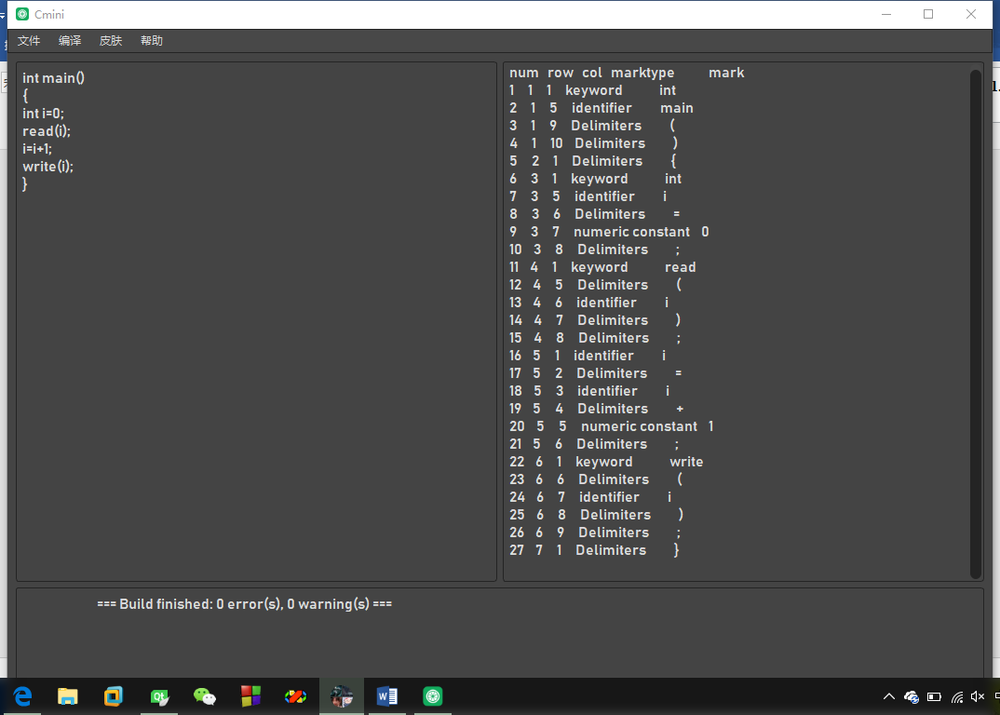 Cmini
文件 编译 皮肤 帮助
int main()
{
int i=0;
read(i);
i=i+1;
write(i);
}
num row col marktype mark
1 1 1 keyword int
2 1 5 identifier main
3 1 9 Delimiters (
4 1 10 Delimiters )
5 2 1 Delimiters {
6 3 1 keyword int
7 3 5 identifier i
8 3 6 Delimiters =
9 3 7 numeric constant 0
10 3 8 Delimiters ;
11 4 1 keyword read
12 4 5 Delimiters (
13 4 6 identifier i
14 4 7 Delimiters )
15 4 8 Delimiters ;
16 5 1 identifier i
17 5 2 Delimiters =
18 5 3 identifier i
19 5 4 Delimiters +
20 5 5 numeric constant 1
21 5 6 Delimiters ;
22 6 1 keyword write
23 6 6 Delimiters (
24 6 7 identifier i
25 6 8 Delimiters )
26 6 9 Delimiters ;
27 7 1 Delimiters }
=== Build finished: 0 error(s), 0 warning(s) ===